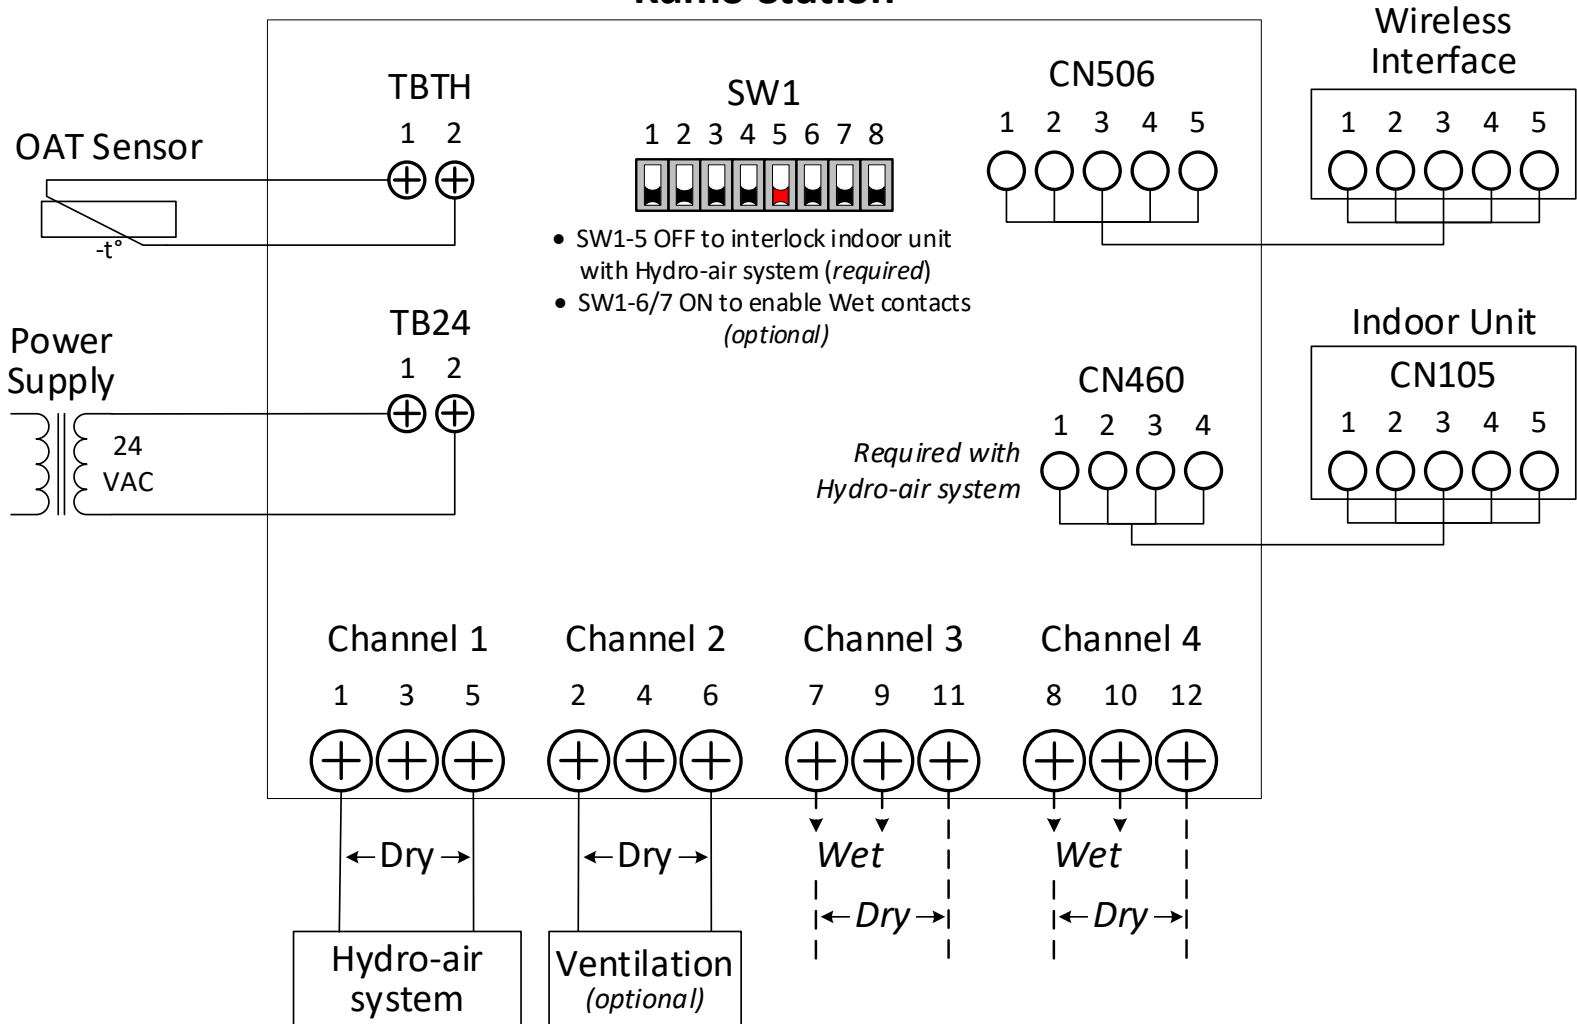 Wireless
Interface
1 2 3 4 5
TBTH
1 2
OAT Sensor
-t°
SW1
1 2 3 4 5 6 7 8
• SW1-5 OFF to interlock indoor unit
with Hydro-air system (required)
• SW1-6/7 ON to enable Wet contacts
(optional)
CN506
1 2 3 4 5
Power
Supply
24
VAC
TB24
1 2
Indoor Unit
CN105
1 2 3 4 5
CN460
1 2 3 4
Required with
Hydro-air system
Channel 1
1 3 5
Channel 2
2 4 6
Channel 3
7 9 11
Channel 4
8 10 12
Dry
Dry
Wet
Dry
Wet
Dry
Hydro-air
system
Ventilation
(optional)